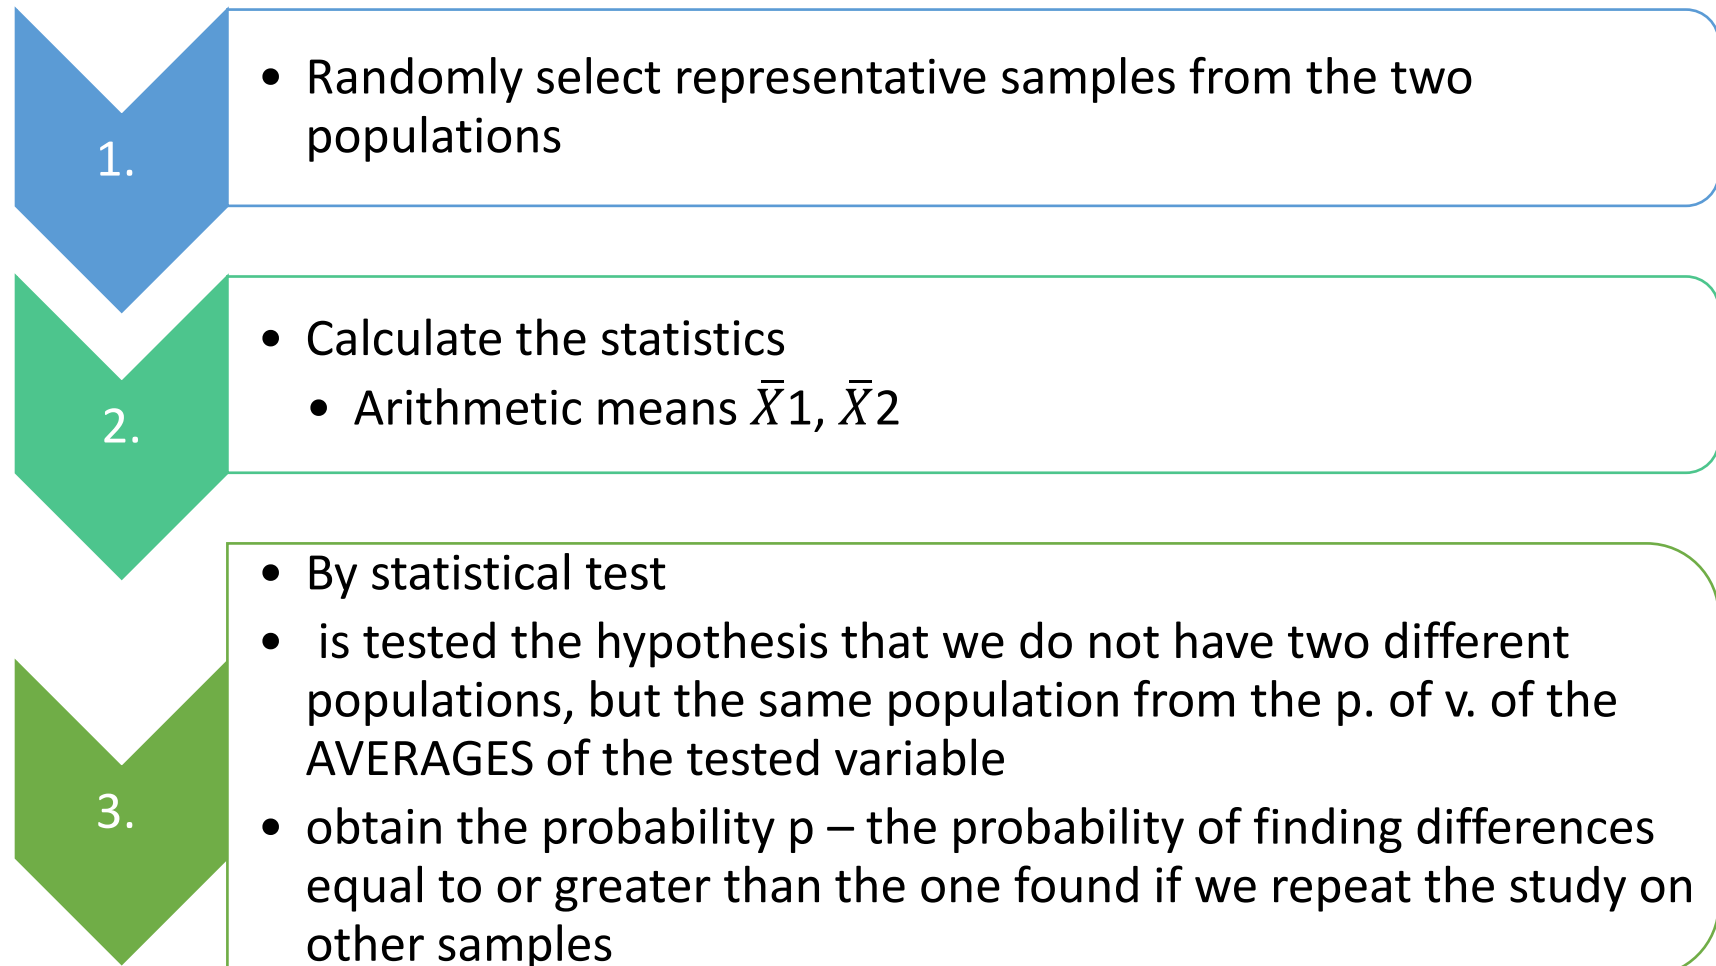 1.
• Randomly select representative samples from the two
populations
2.
• Calculate the statistics
• Arithmetic means X̅1, X̅2
3.
• By statistical test
• is tested the hypothesis that we do not have two different
populations, but the same population from the p. of v. of the
AVERAGES of the tested variable
• obtain the probability p – the probability of finding differences
equal to or greater than the one found if we repeat the study on
other samples